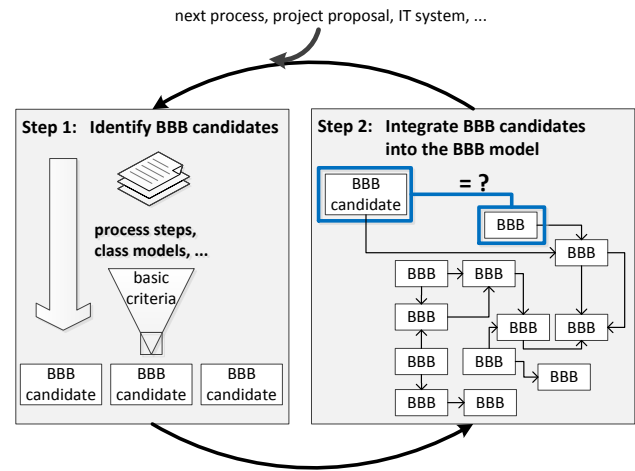 next process, project proposal, IT system, ...
Step 1: Identify BBB candidates
process steps,
class models, ...
basic
criteria
BBB
candidate
BBB
candidate
BBB
candidate
Step 2: Integrate BBB candidates
into the BBB model
BBB
candidate
= ?
BBB
BBB
BBB
BBB
BBB
BBB
BBB
BBB
BBB
BBB
BBB
BBB